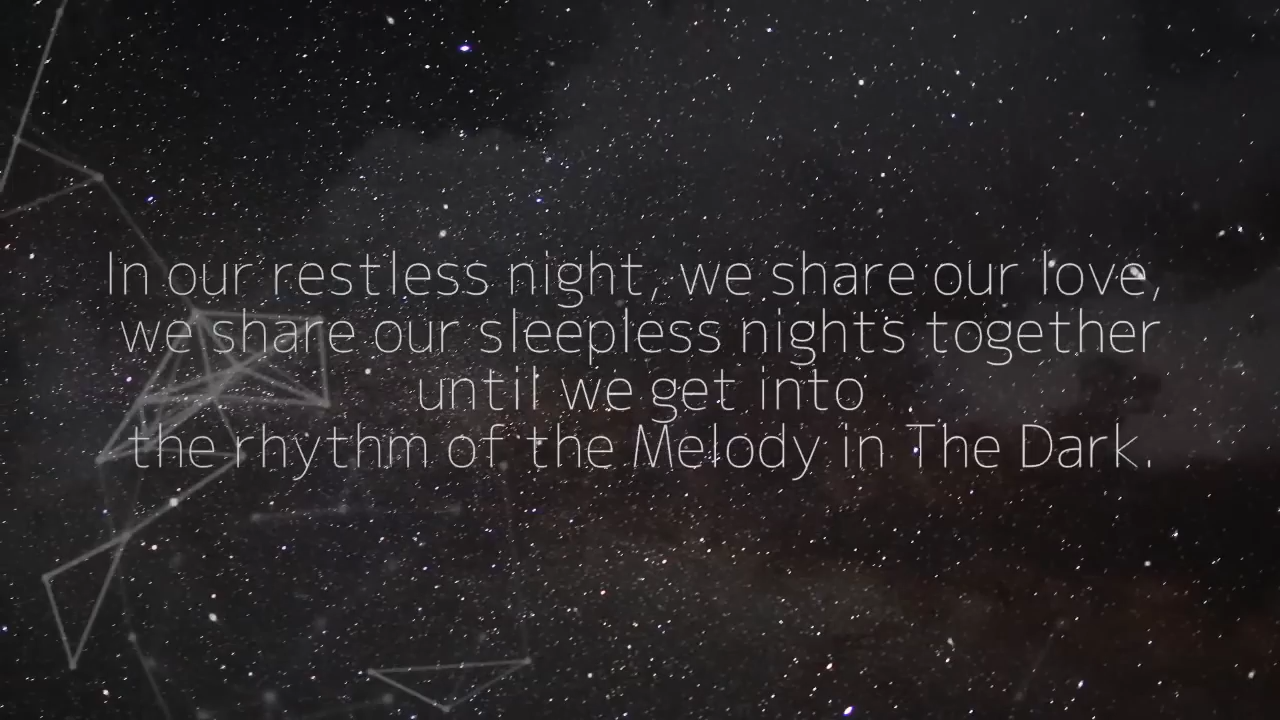 In our restless night, we share our love,
we share our sleepless nights together
until we get into
the rhythm of the Melody in The Dark.